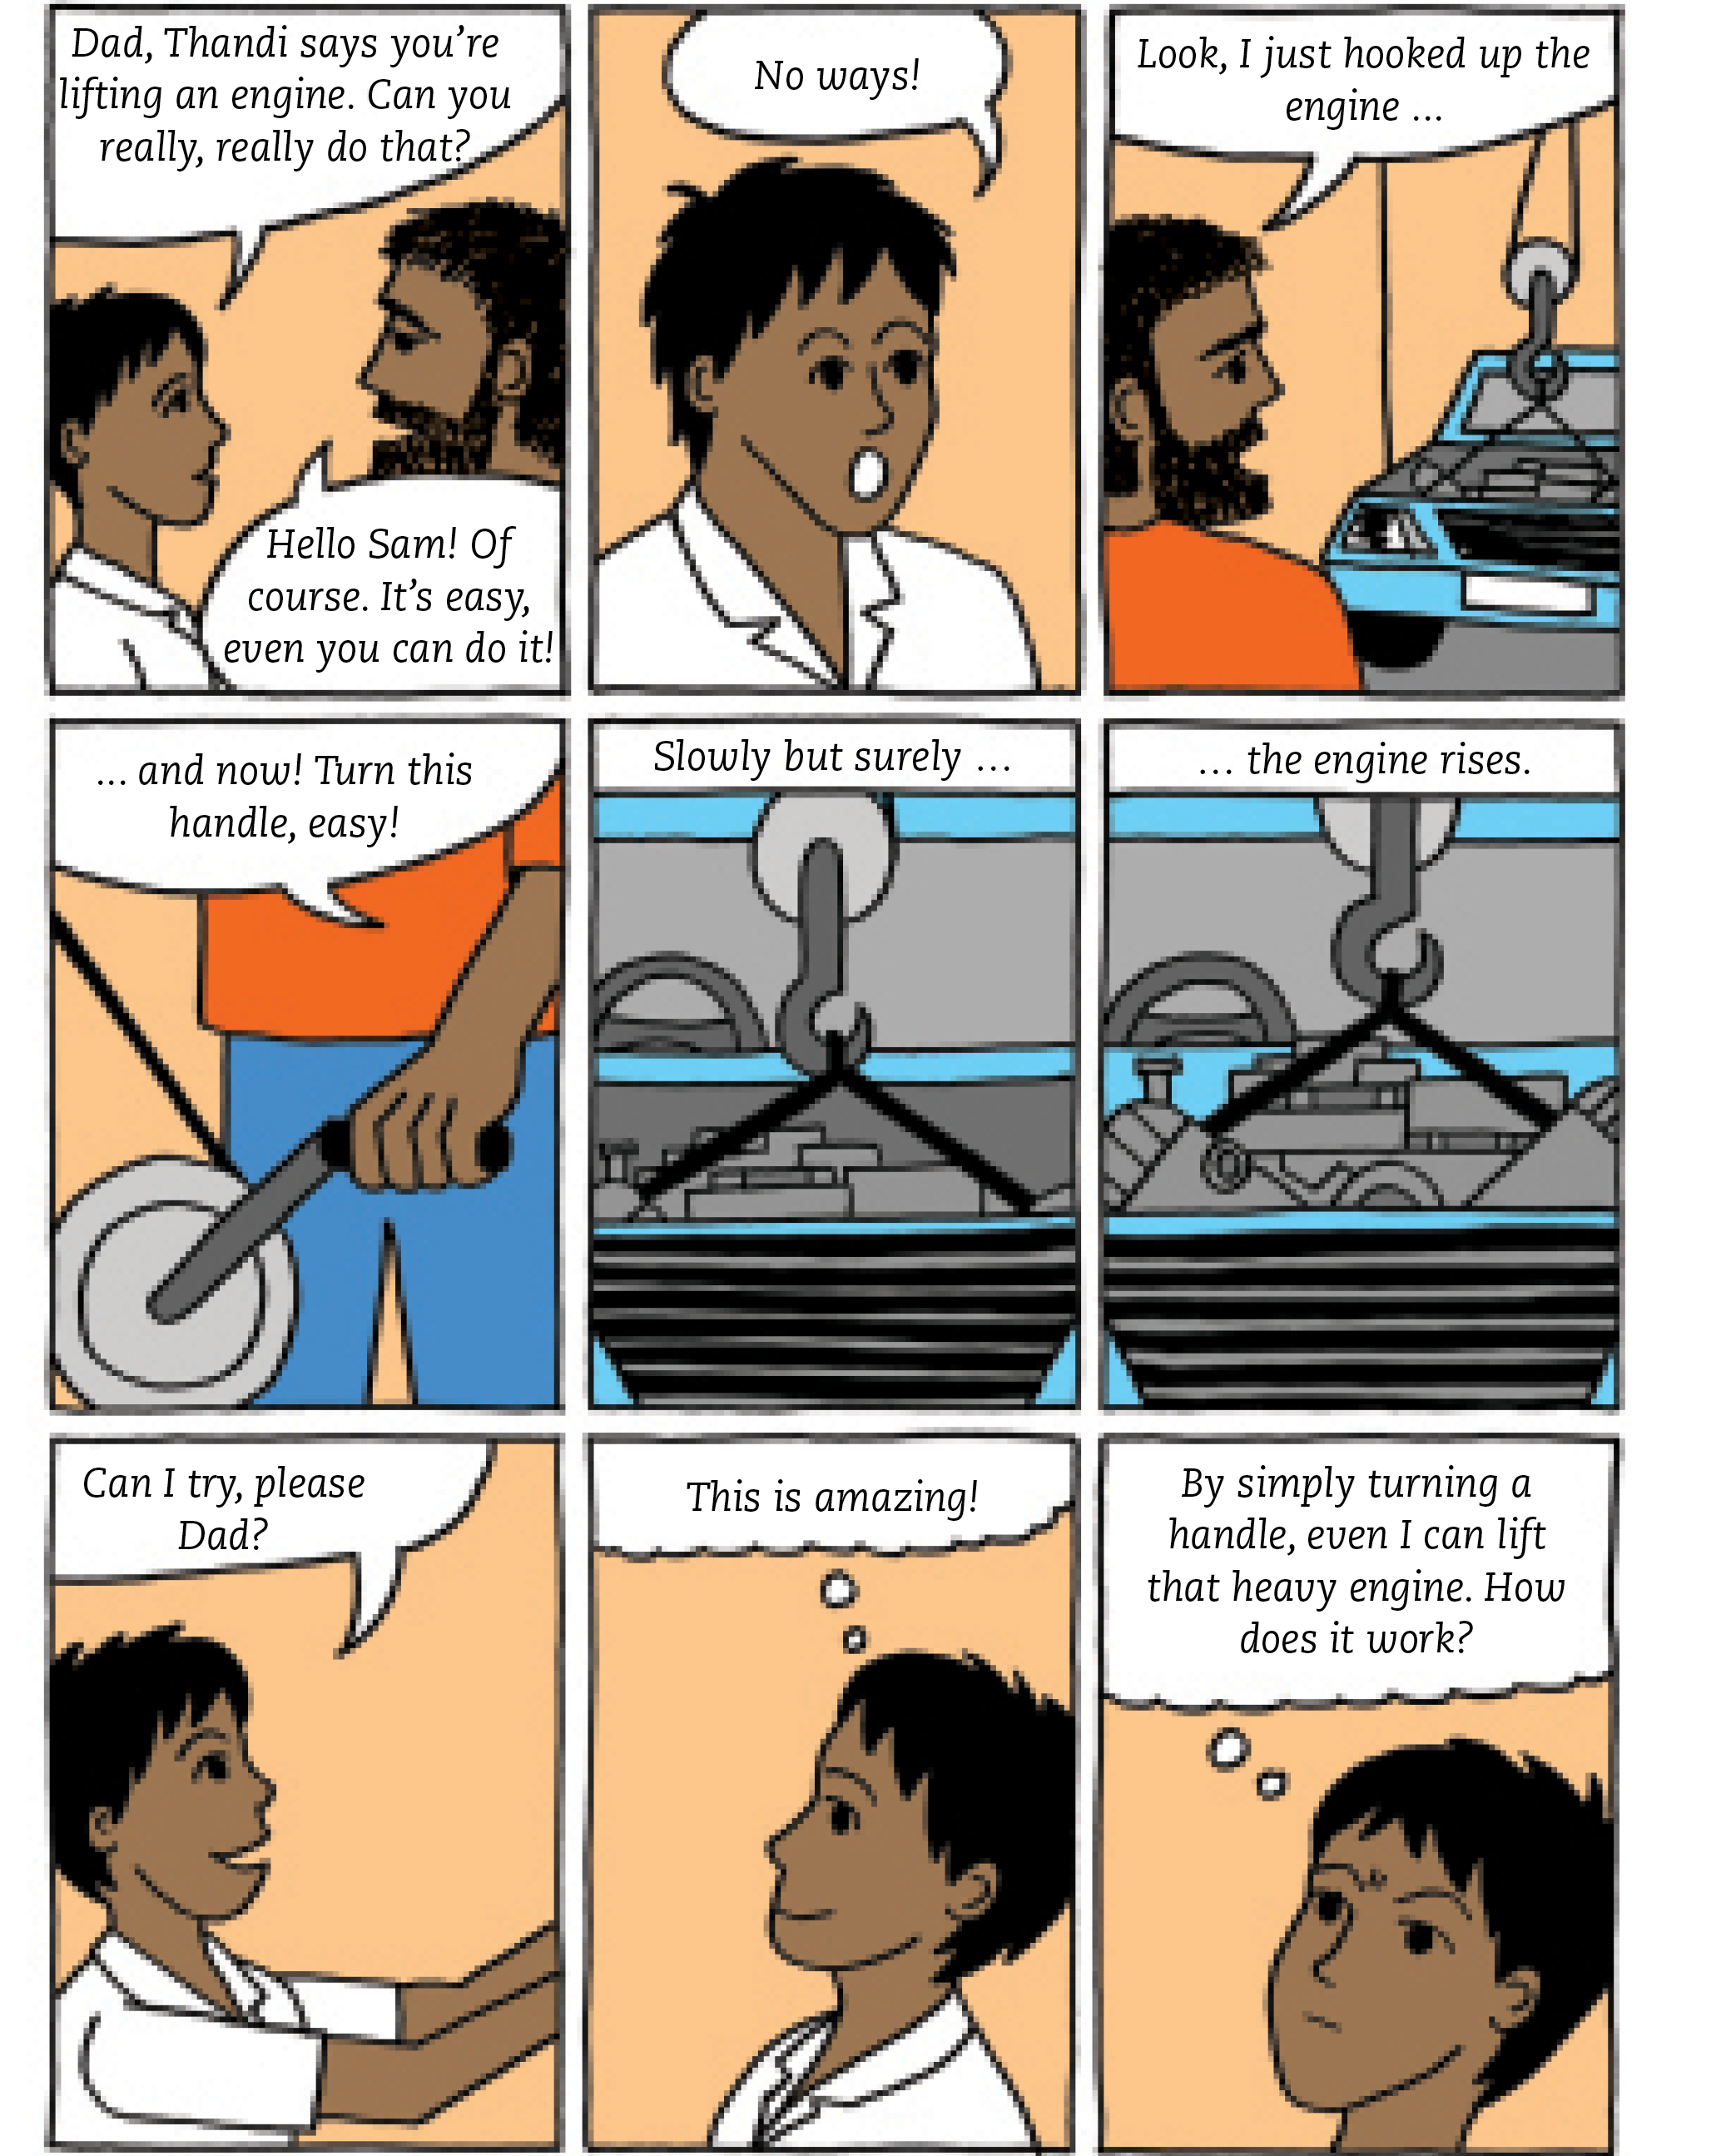 Dad, Thandi says you're
lifting an engine. Can you
really, really do that?
Hello Sam! Of
course. It's easy,
even you can do it!
No ways!
Look, I just hooked up the
engine ...
... and now! Turn this
handle, easy!
Slowly but surely ...
... the engine rises.
Can I try, please
Dad?
This is amazing!
By simply turning a
handle, even I can lift
that heavy engine. How
does it work?